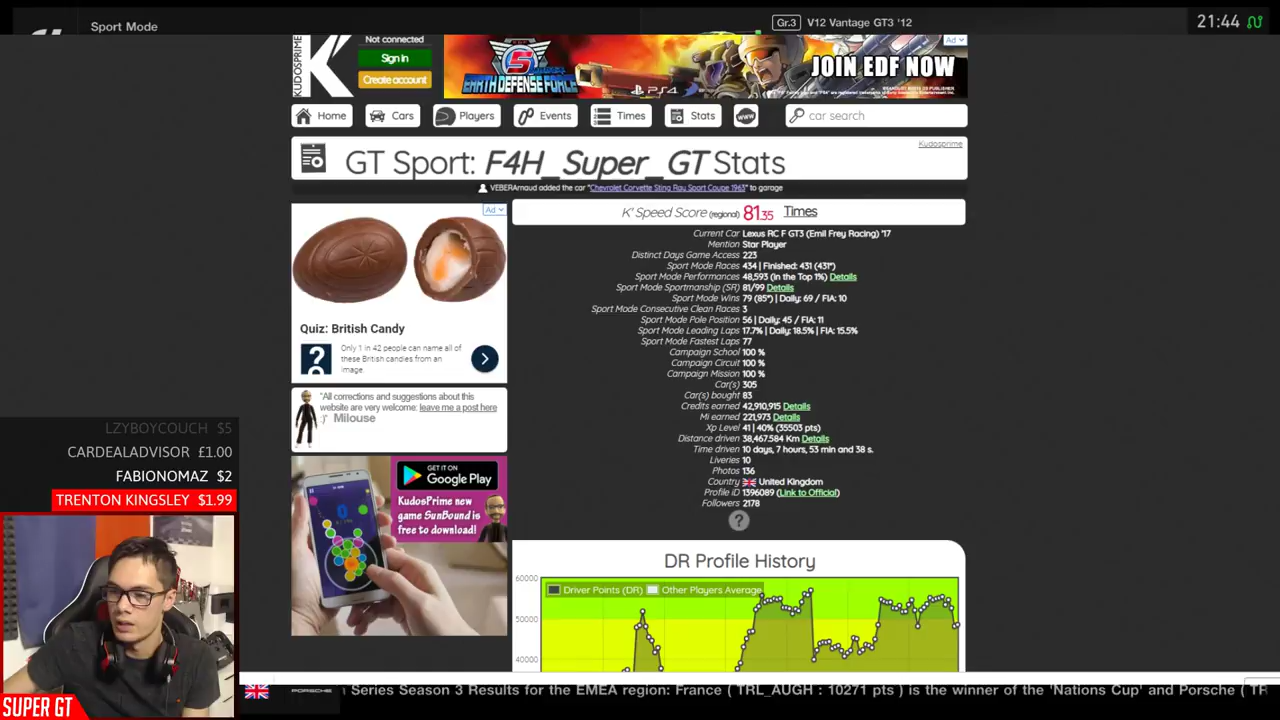 Sport Mode
Gr.3 V12 Vantage GT3 '12
21:44
KUDOSPRIME
Not connected
Sign In
Create account
Ad
5
EARTH DEFENSE FORCE
JOIN EDF NOW
PS4
Home
Cars
Players
Events
Times
Stats
www
car search
GT Sport: F4H_Super_GT Stats
Kudosprime
VEBERArnaud added the car "Chevrolet Corvette Sting Ray Sport Coupe 1963" to garage
Ad
Quiz: British Candy
Only 1 in 42 people can name all of these British candies from an image.
"All corrections and suggestions about this website are very welcome: leave me a post here
Milouse
GET IT ON
Google Play
KudosPrime new game SunBound is free to download!
K' Speed Score (regional) 81.35 Times
Current Car Lexus RC F GT3 (Emil Frey Racing) '17
Mention Star Player
Distinct Days Game Access 223
Sport Mode Races 434 | Finished: 431 (431°)
Sport Mode Performances 48,593 (in the Top 1%) Details
Sport Mode Sportmanship (SR) 81/99 Details
Sport Mode Wins 79 (85°) | Daily: 69 / FIA: 10
Sport Mode Consecutive Clean Races 3
Sport Mode Pole Position 56 | Daily: 45 / FIA: 11
Sport Mode Leading Laps 17.7% | Daily: 18.5% | FIA: 15.5%
Sport Mode Fastest Laps 77
Campaign School 100 %
Campaign Circuit 100 %
Campaign Mission 100 %
Car(s) 305
Car(s) bought 83
Credits earned 42,910,915 Details
Mi earned 221,973 Details
Xp Level 41 | 40% (35503 pts)
Distance driven 38,467.584 Km Details
Time driven 10 days, 7 hours, 53 min and 38 s.
Liveries 10
Photos 136
Country United Kingdom
Profile ID 1396089 (Link to Official)
Followers 2178
?
DR Profile History
Driver Points (DR) Other Players Average
60000
50000
40000
LZYBOYCOUCH $5
CARDEALADVISOR £1.00
FABIONOMAZ $2
TRENTON KINGSLEY $1.99
SUPER GT
PORSCHE
Series Season 3 Results for the EMEA region: France ( TRL_AUGH : 10271 pts ) is the winner of the 'Nations Cup' and Porsche ( TR